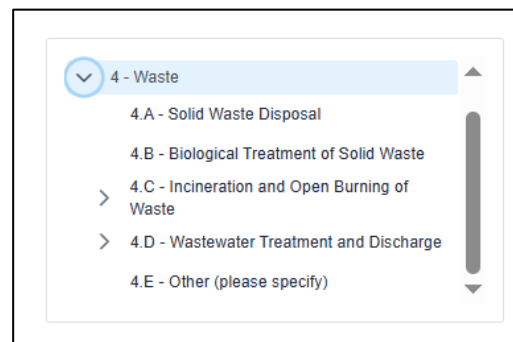 4 - Waste
4.A - Solid Waste Disposal
4.B - Biological Treatment of Solid Waste
4.C - Incineration and Open Burning of
Waste
4.D - Wastewater Treatment and Discharge
4.E - Other (please specify)